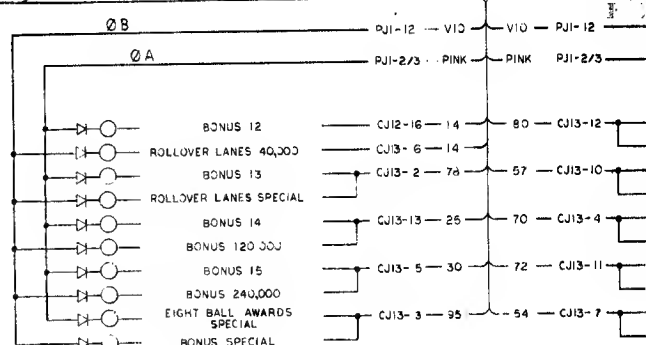 ØB PJ1-12 VIO VIO PJ1-12
ØA PJ1-2/3 PINK PINK PJ1-2/3
BONUS 12 CJ12-16 14 80 CJ13-12
ROLLOVER LANES 40,000 CJ13-6 14
BONUS 13 CJ13-2 78 57 CJ13-10
ROLLOVER LANES SPECIAL
BONUS 14 CJ13-13 25 70 CJ13-4
BONUS 120 000
BONUS 15 CJ13-5 30 72 CJ13-11
BONUS 240,000
EIGHT BALL AWARDS
SPECIAL CJ13-3 95 54 CJ13-7
BONUS SPECIAL